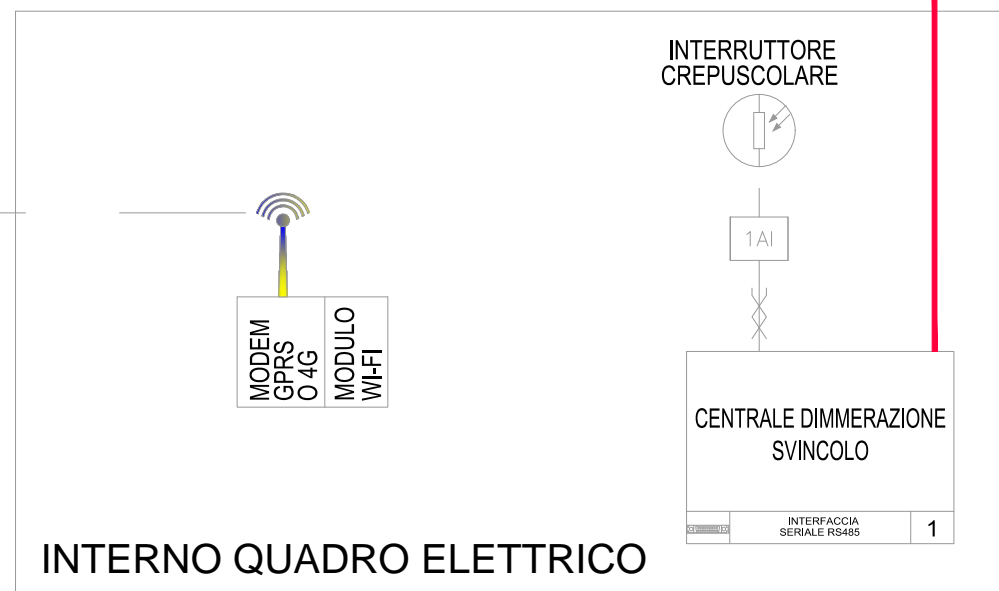 INTERRUTTORE
CREPUSCOLARE
1AI
MODEM
GPRS
O 4G
MODULO
WI-FI
CENTRALE DIMMERAZIONE
SVINCOLO
INTERFACCIA
SERIALE RS485
1
INTERNO QUADRO ELETTRICO